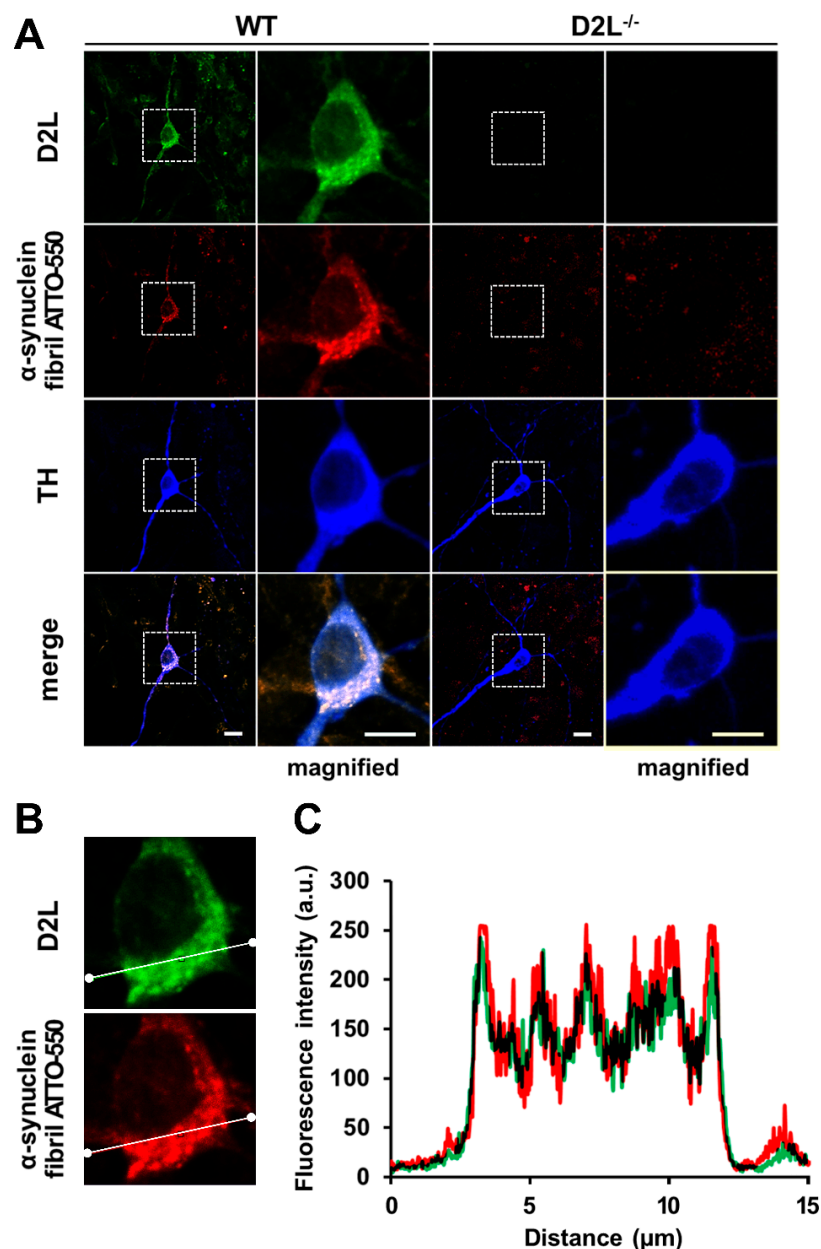 A
WT
D2L-/-
D2L
α-synuclein
fibril ATTO-550
TH
merge
magnified
magnified
B
C
D2L
α-synuclein
fibril ATTO-550
Fluorescence intensity (a.u.)
300
250
200
150
100
50
0
0
5
10
15
Distance (µm)